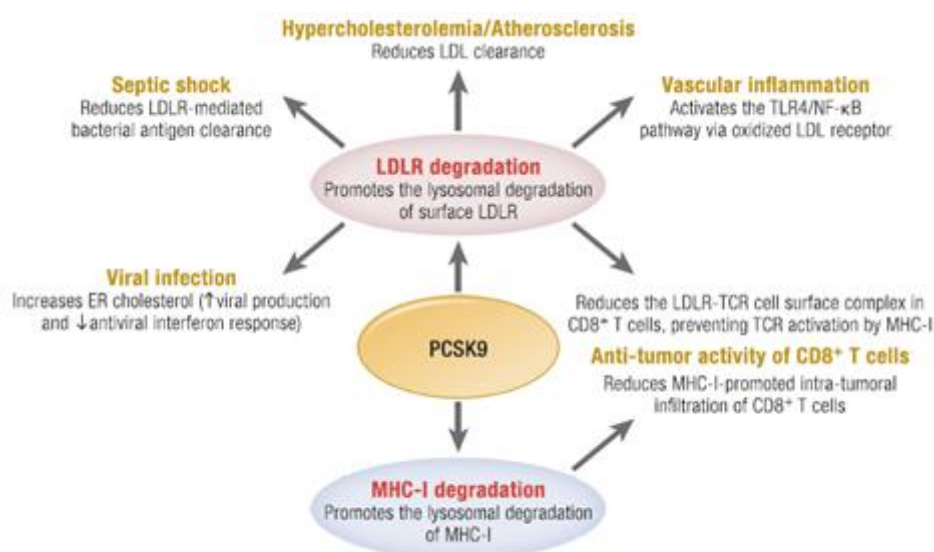 Hypercholesterolemia/Atherosclerosis
Reduces LDL clearance
Septic shock
Reduces LDLR-mediated
bacterial antigen clearance
Vascular inflammation
Activates the TLR4/NF-κB
pathway via oxidized LDL receptor
LDLR degradation
Promotes the lysosomal degradation
of surface LDLR
Viral infection
Increases ER cholesterol (↑viral production
and ↓antiviral interferon response)
Reduces the LDLR-TCR cell surface complex in
CD8⁺ T cells, preventing TCR activation by MHC-I
PCSK9
Anti-tumor activity of CD8⁺ T cells
Reduces MHC-I-promoted intra-tumoral
infiltration of CD8⁺ T cells
MHC-I degradation
Promotes the lysosomal degradation
of MHC-I